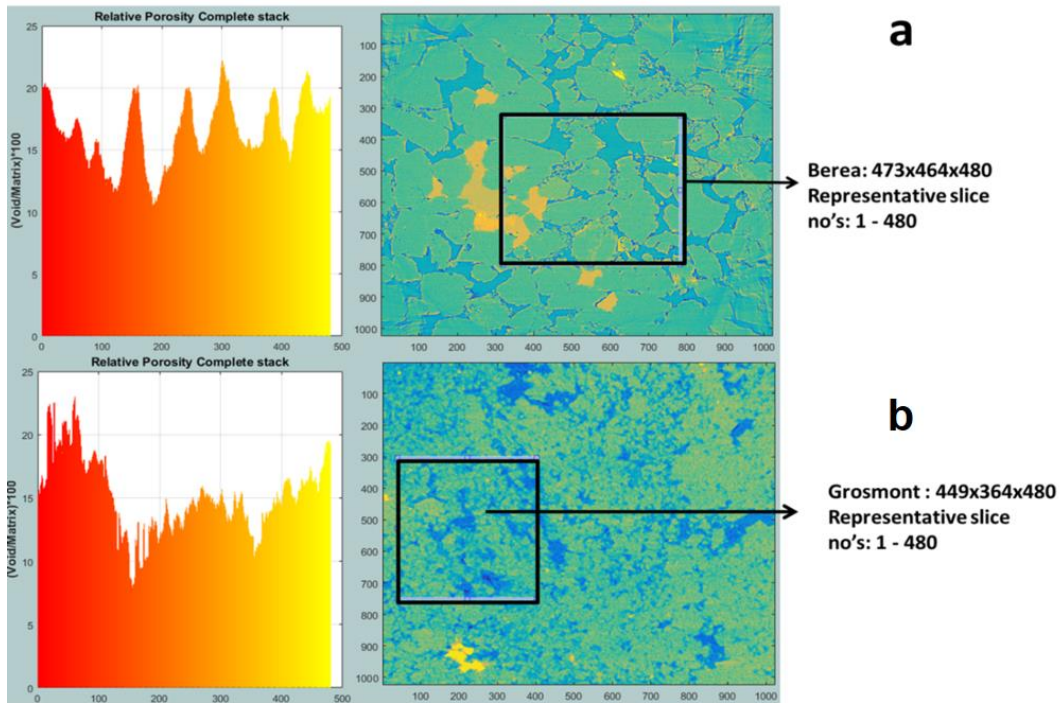 Relative Porosity Complete stack
(Void/Matrix)*100
25
20
15
10
5
0
0 100 200 300 400 500
100
200
300
400
500
600
700
800
900
1000
100 200 300 400 500 600 700 800 900 1000
a
Berea: 473x464x480
Representative slice
no's: 1 - 480
Relative Porosity Complete stack
(Void/Matrix)*100
25
20
15
10
5
0
0 100 200 300 400 500
100
200
300
400
500
600
700
800
900
1000
100 200 300 400 500 600 700 800 900 1000
b
Grosmont : 449x364x480
Representative slice
no's: 1 - 480